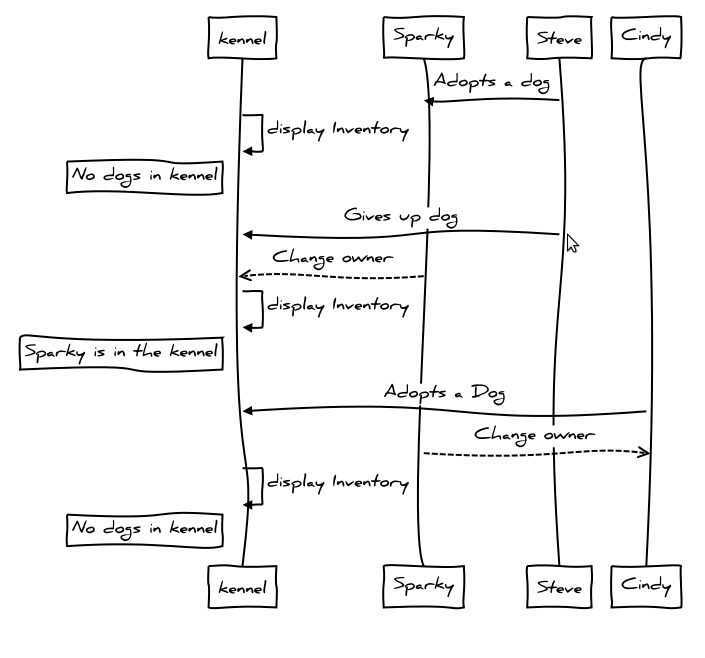 kennel
Sparky
Steve
Cindy
Adopts a dog
display Inventory
No dogs in kennel
Gives up dog
Change owner
display Inventory
Sparky is in the kennel
Adopts a Dog
Change owner
display Inventory
No dogs in kennel
kennel
Sparky
Steve
Cindy